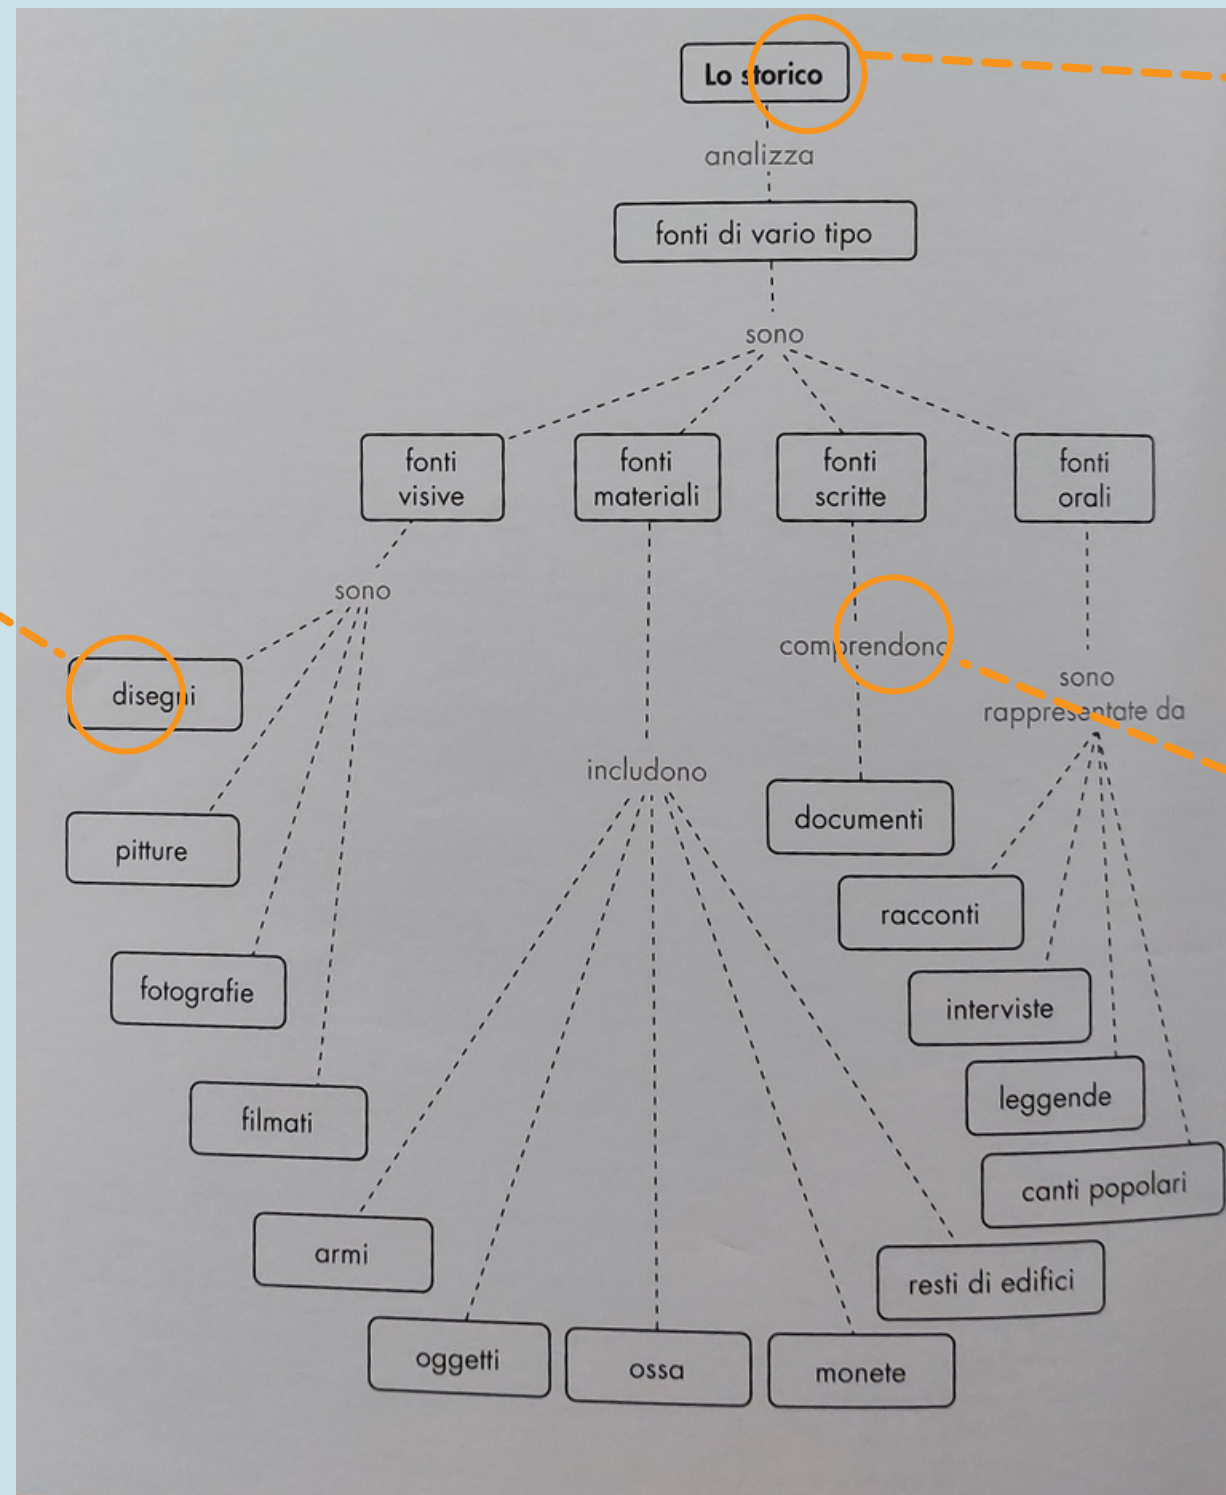 Lo storico
analizza
fonti di vario tipo
sono
fonti
visive
fonti
materiali
fonti
scritte
fonti
orali
sono
disegni
pitture
fotografie
filmati
includono
armi
oggetti
ossa
monete
resti di edifici
comprendono
documenti
sono
rappresentate da
racconti
interviste
leggende
canti popolari